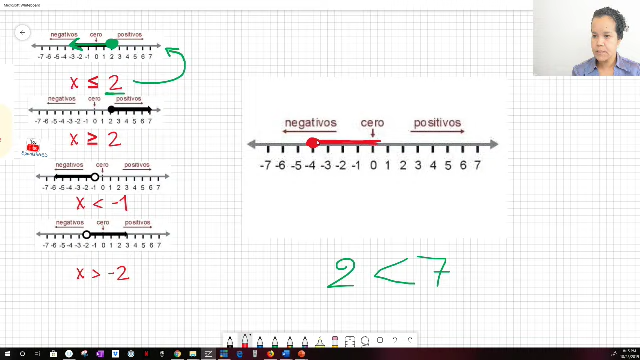 Microsoft Whiteboard
negativos cero positivos
-7 -6 -5 -4 -3 -2 -1 0 1 2 3 4 5 6 7
x ≤ 2
negativos cero positivos
-7 -6 -5 -4 -3 -2 -1 0 1 2 3 4 5 6 7
x ≥ 2
negativos cero positivos
-7 -6 -5 -4 -3 -2 -1 0 1 2 3 4 5 6 7
x < -1
negativos cero positivos
-7 -6 -5 -4 -3 -2 -1 0 1 2 3 4 5 6 7
x > -2
negativos cero positivos
-7 -6 -5 -4 -3 -2 -1 0 1 2 3 4 5 6 7
2 < 7